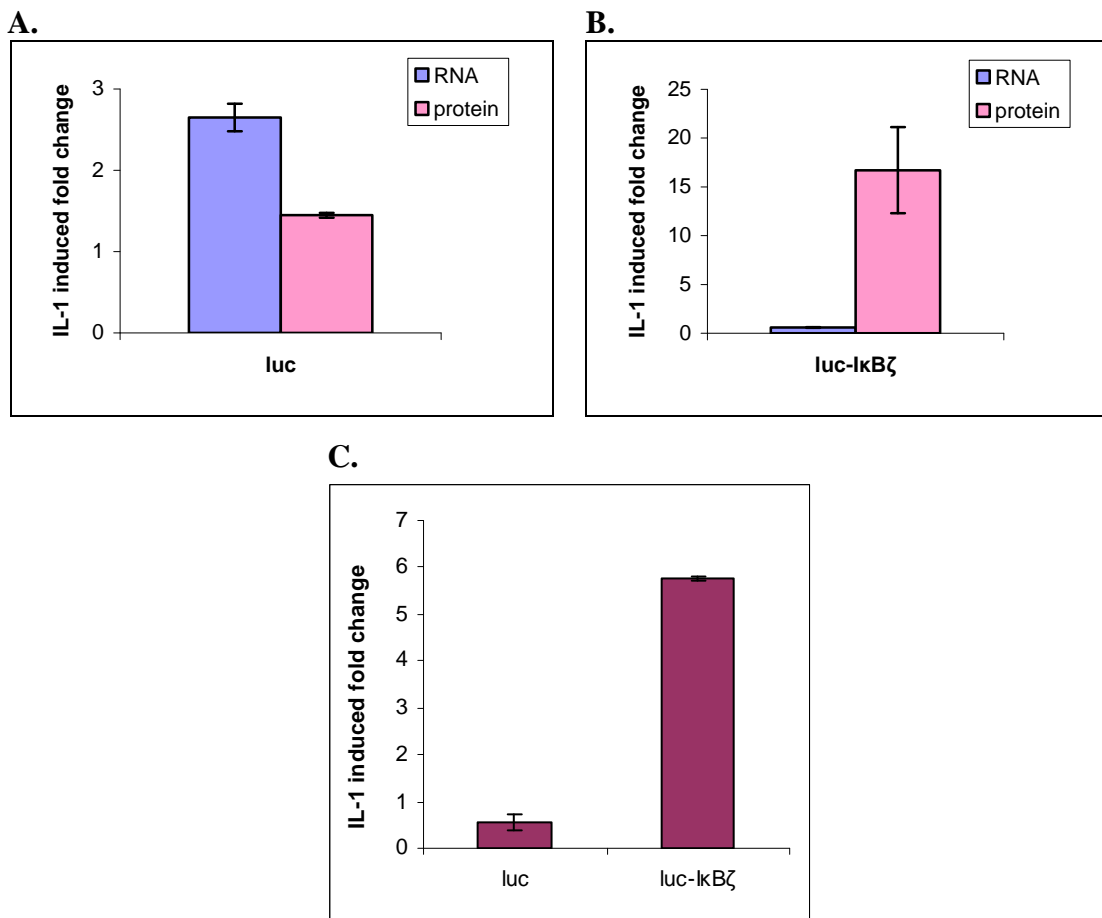 A.
IL-1 induced fold change
3
2
1
0
RNA
protein
luc
B.
IL-1 induced fold change
25
20
15
10
5
0
RNA
protein
luc-IκBζ
C.
IL-1 induced fold change
7
6
5
4
3
2
1
0
luc
luc-IκBζ